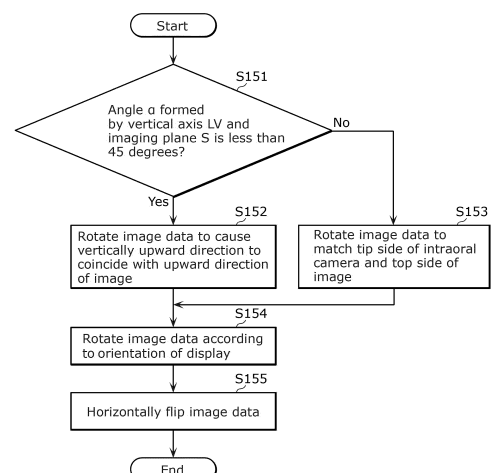 Start
S151
Angle α formed
by vertical axis LV and
imaging plane S is less than
45 degrees?
No
Yes
S152
Rotate image data to cause
vertically upward direction to
coincide with upward direction
of image
S153
Rotate image data to
match tip side of intraoral
camera and top side of
image
S154
Rotate image data according
to orientation of display
S155
Horizontally flip image data
End